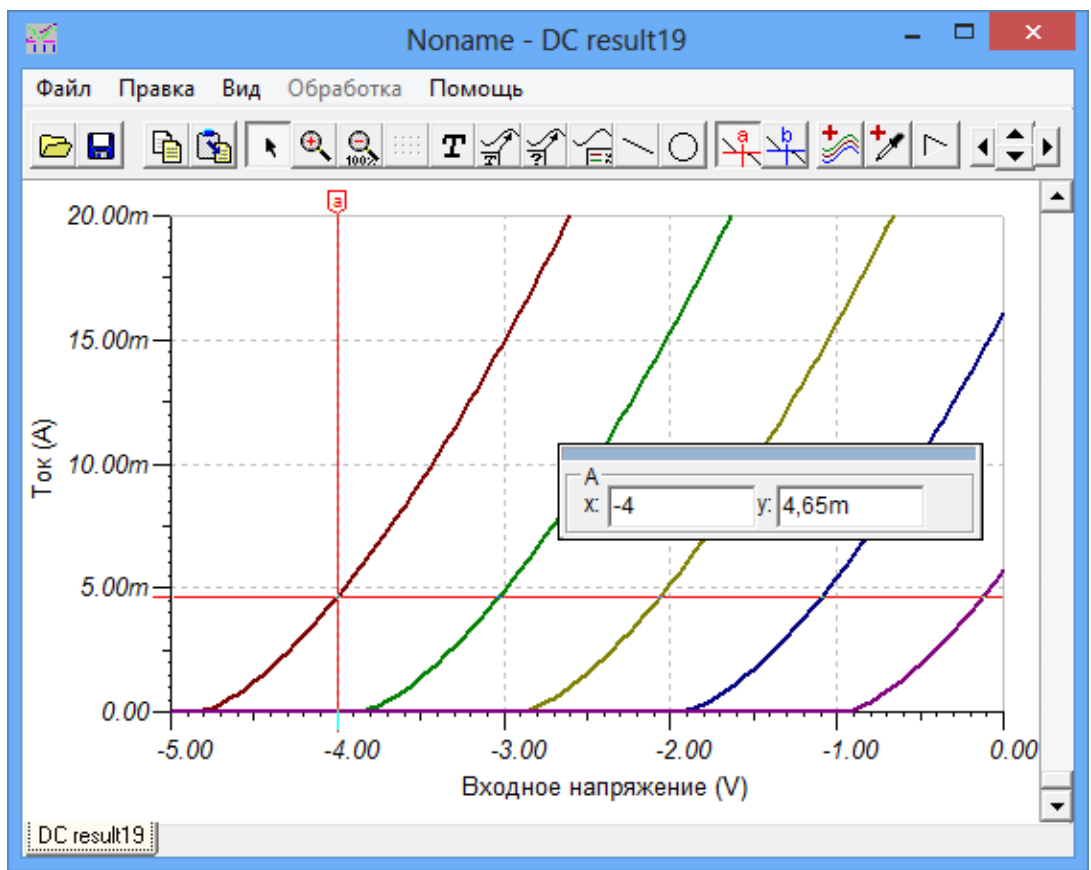 Noname - DC result19
Файл Правка Вид Обработка Помощь
100% T T ? a b
a
20.00m
15.00m
10.00m
5.00m
0.00
Ток (A)
A
x: -4 y: 4,65m
-5.00 -4.00 -3.00 -2.00 -1.00 0.00
Входное напряжение (V)
DC result19